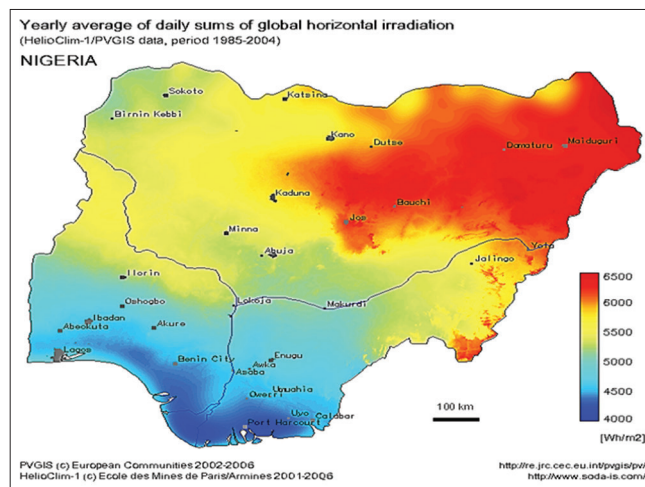 Yearly average of daily sums of global horizontal irradiation
(HelioClim-1/PVGIS data, period 1985-2004)
NIGERIA
Sokoto
Katsina
Birnin Kebbi
Kano
Dutse
Damaturu
Maiduguri
Kaduna
Bauchi
Jos
Minna
Abuja
Yola
Jalingo
Ilorin
Lokoja
Makurdi
Oshogbo
Ibadan
Abeokuta
Akure
Lagos
Benin City
Enugu
Awka
Asaba
Umuahia
Owerri
Uyo
Calabar
Port Harcourt
100 km
6500
6000
5500
5000
4500
4000
[Wh/m2]
PVGIS (c) European Communities 2002-2006
HelioClim-1 (c) Ecole des Mines de Paris/Armines 2001-2006
http://re.jrc.cec.eu.int/pvgis/pv/
http://www.soda-is.com/